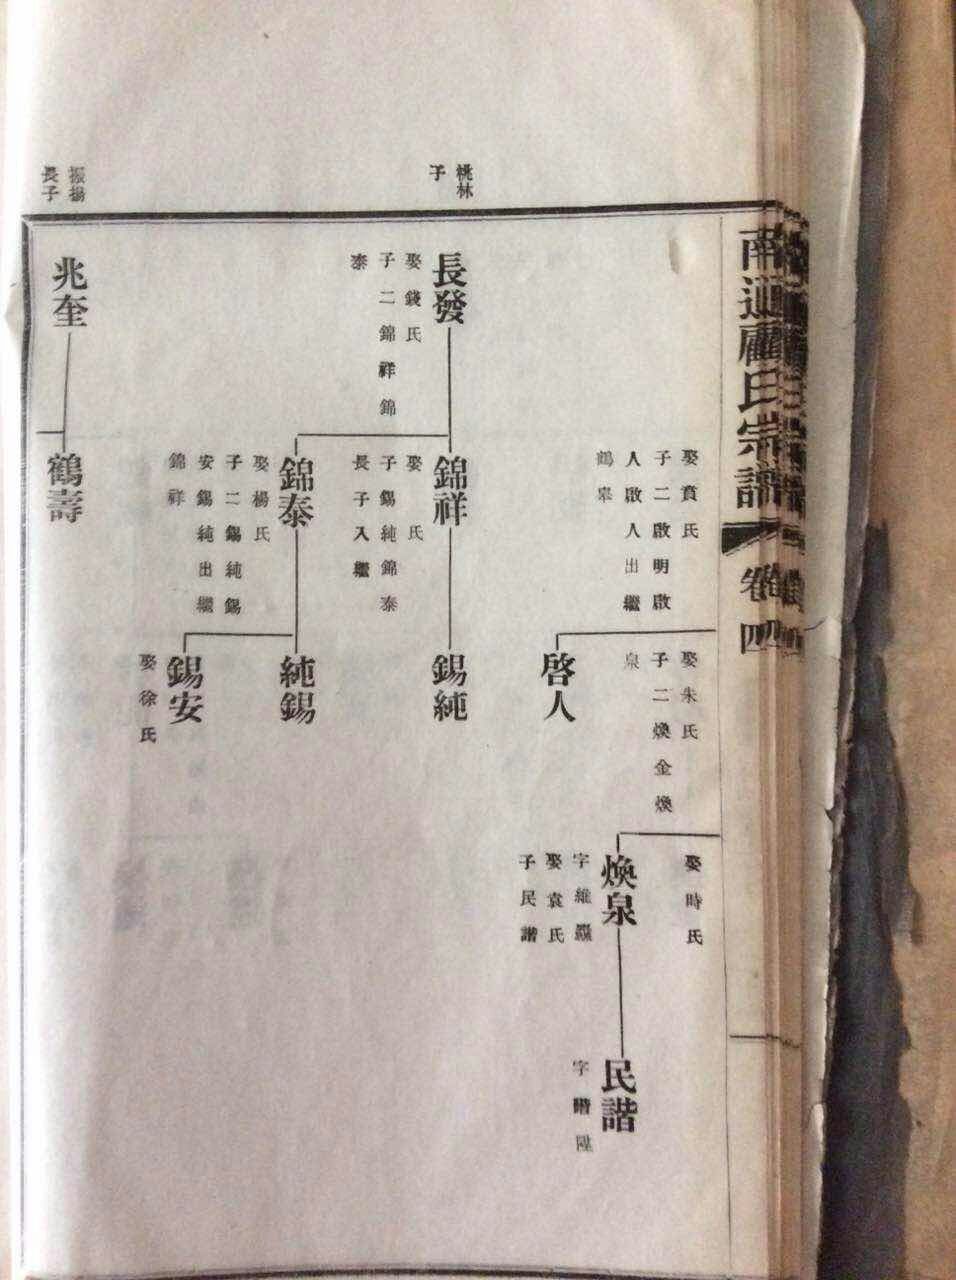 南通顧氏宗譜
卷四
娶賁氏
子二啟明啟
人啟人出繼
鶴皐
娶朱氏
子二煥金煥
泉
啓人
娶時氏
煥泉
字維
娶袁氏
子民諧
民諧
字階陞
桃林
子
長發
娶錢氏
子二錦祥錦
泰
錦祥
娶 氏
子錫純錦泰
長子入繼
錫純
錦泰
娶楊氏
子二錫純錫
安錫純出繼
錦祥
純錫
錫安
娶徐氏
振揚
長子
兆奎
鶴壽